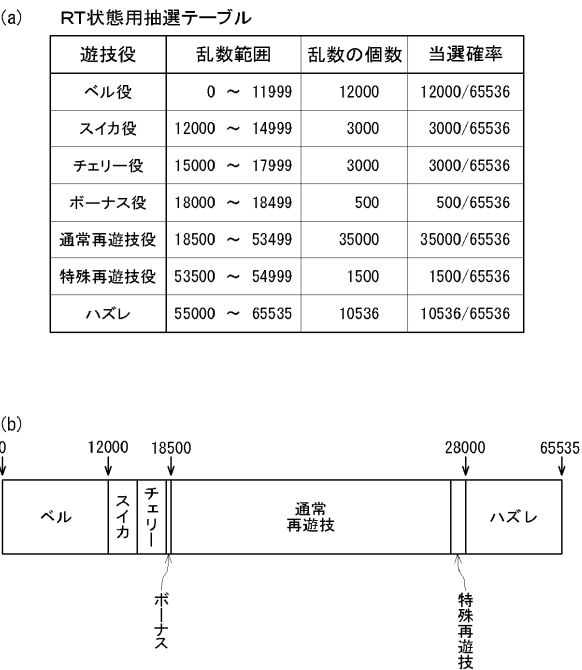 (a) RT状態用抽選テーブル
遊技役 乱数範囲 乱数の個数 当選確率
ベル役 0 ～ 11999 12000 12000/65536
スイカ役 12000 ～ 14999 3000 3000/65536
チェリー役 15000 ～ 17999 3000 3000/65536
ボーナス役 18000 ～ 18499 500 500/65536
通常再遊技役 18500 ～ 53499 35000 35000/65536
特殊再遊技役 53500 ～ 54999 1500 1500/65536
ハズレ 55000 ～ 65535 10536 10536/65536
(b)
0 12000 18500 28000 65535
ベル スイカ チェリー 通常 ハズレ
再遊技
ボーナス 特殊再遊技